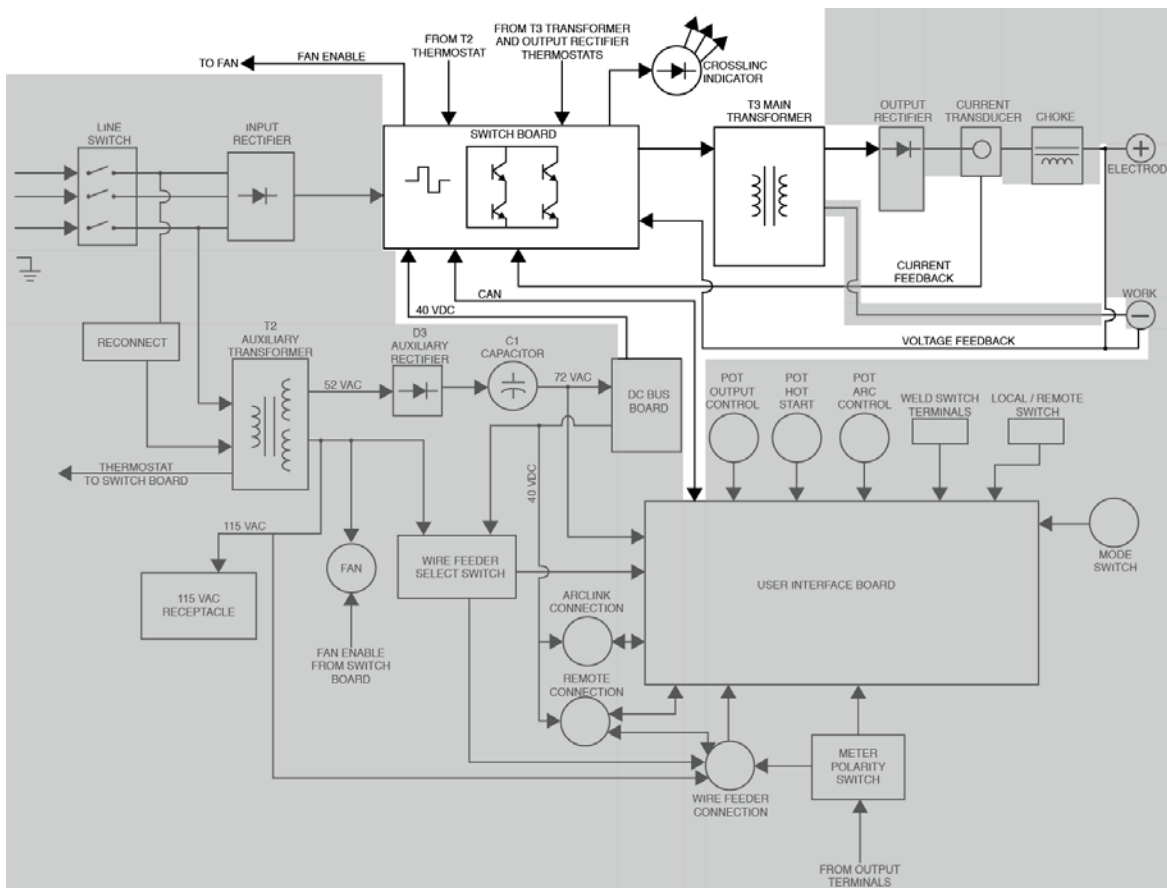 FROM T3 TRANSFORMER
AND OUTPUT RECTIFIER
THERMOSTATS
FROM T2
THERMOSTAT
FAN ENABLE
TO FAN
CROSSLINC
INDICATOR
LINE
SWITCH
INPUT
RECTIFIER
SWITCH BOARD
T3 MAIN
TRANSFORMER
OUTPUT
RECTIFIER
CURRENT
TRANSDUCER
CHOKE
ELECTROD
CURRENT
FEEDBACK
CAN
40 VDC
WORK
VOLTAGE FEEDBACK
RECONNECT
T2
AUXILIARY
TRANSFORMER
D3
AUXILIARY
RECTIFIER
C1
CAPACITOR
52 VAC
72 VAC
DC BUS
BOARD
POT
OUTPUT
CONTROL
POT
HOT
START
POT
ARC
CONTROL
WELD SWITCH
TERMINALS
LOCAL / REMOTE
SWITCH
THERMOSTAT
TO SWITCH BOARD
40 VDC
115 VAC
FAN
WIRE FEEDER
SELECT SWITCH
USER INTERFACE BOARD
MODE
SWITCH
115 VAC
RECEPTACLE
ARCLINK
CONNECTION
FAN ENABLE
FROM SWITCH
BOARD
REMOTE
CONNECTION
METER
POLARITY
SWITCH
WIRE FEEDER
CONNECTION
FROM OUTPUT
TERMINALS